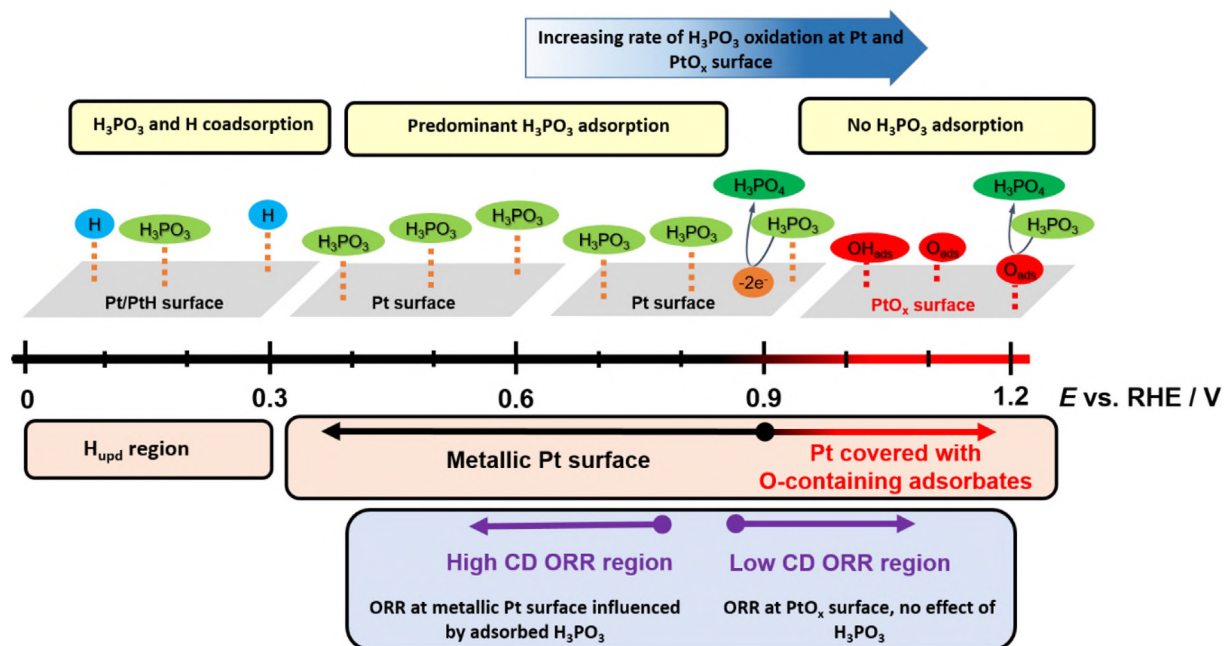 Increasing rate of H₃PO₃ oxidation at Pt and
PtOₓ surface
H₃PO₃ and H coadsorption
Predominant H₃PO₃ adsorption
No H₃PO₃ adsorption
H
H₃PO₃
H
H₃PO₃
H₃PO₃
H₃PO₃
H₃PO₃
H₃PO₃
H₃PO₄
H₃PO₃
-2e⁻
OH_ads
O_ads
H₃PO₄
H₃PO₃
O_ads
Pt/PtH surface
Pt surface
Pt surface
PtOₓ surface
0
0.3
0.6
0.9
1.2
E vs. RHE / V
H_upd region
Metallic Pt surface
Pt covered with
O-containing adsorbates
High CD ORR region
ORR at metallic Pt surface influenced
by adsorbed H₃PO₃
Low CD ORR region
ORR at PtOₓ surface, no effect of
H₃PO₃